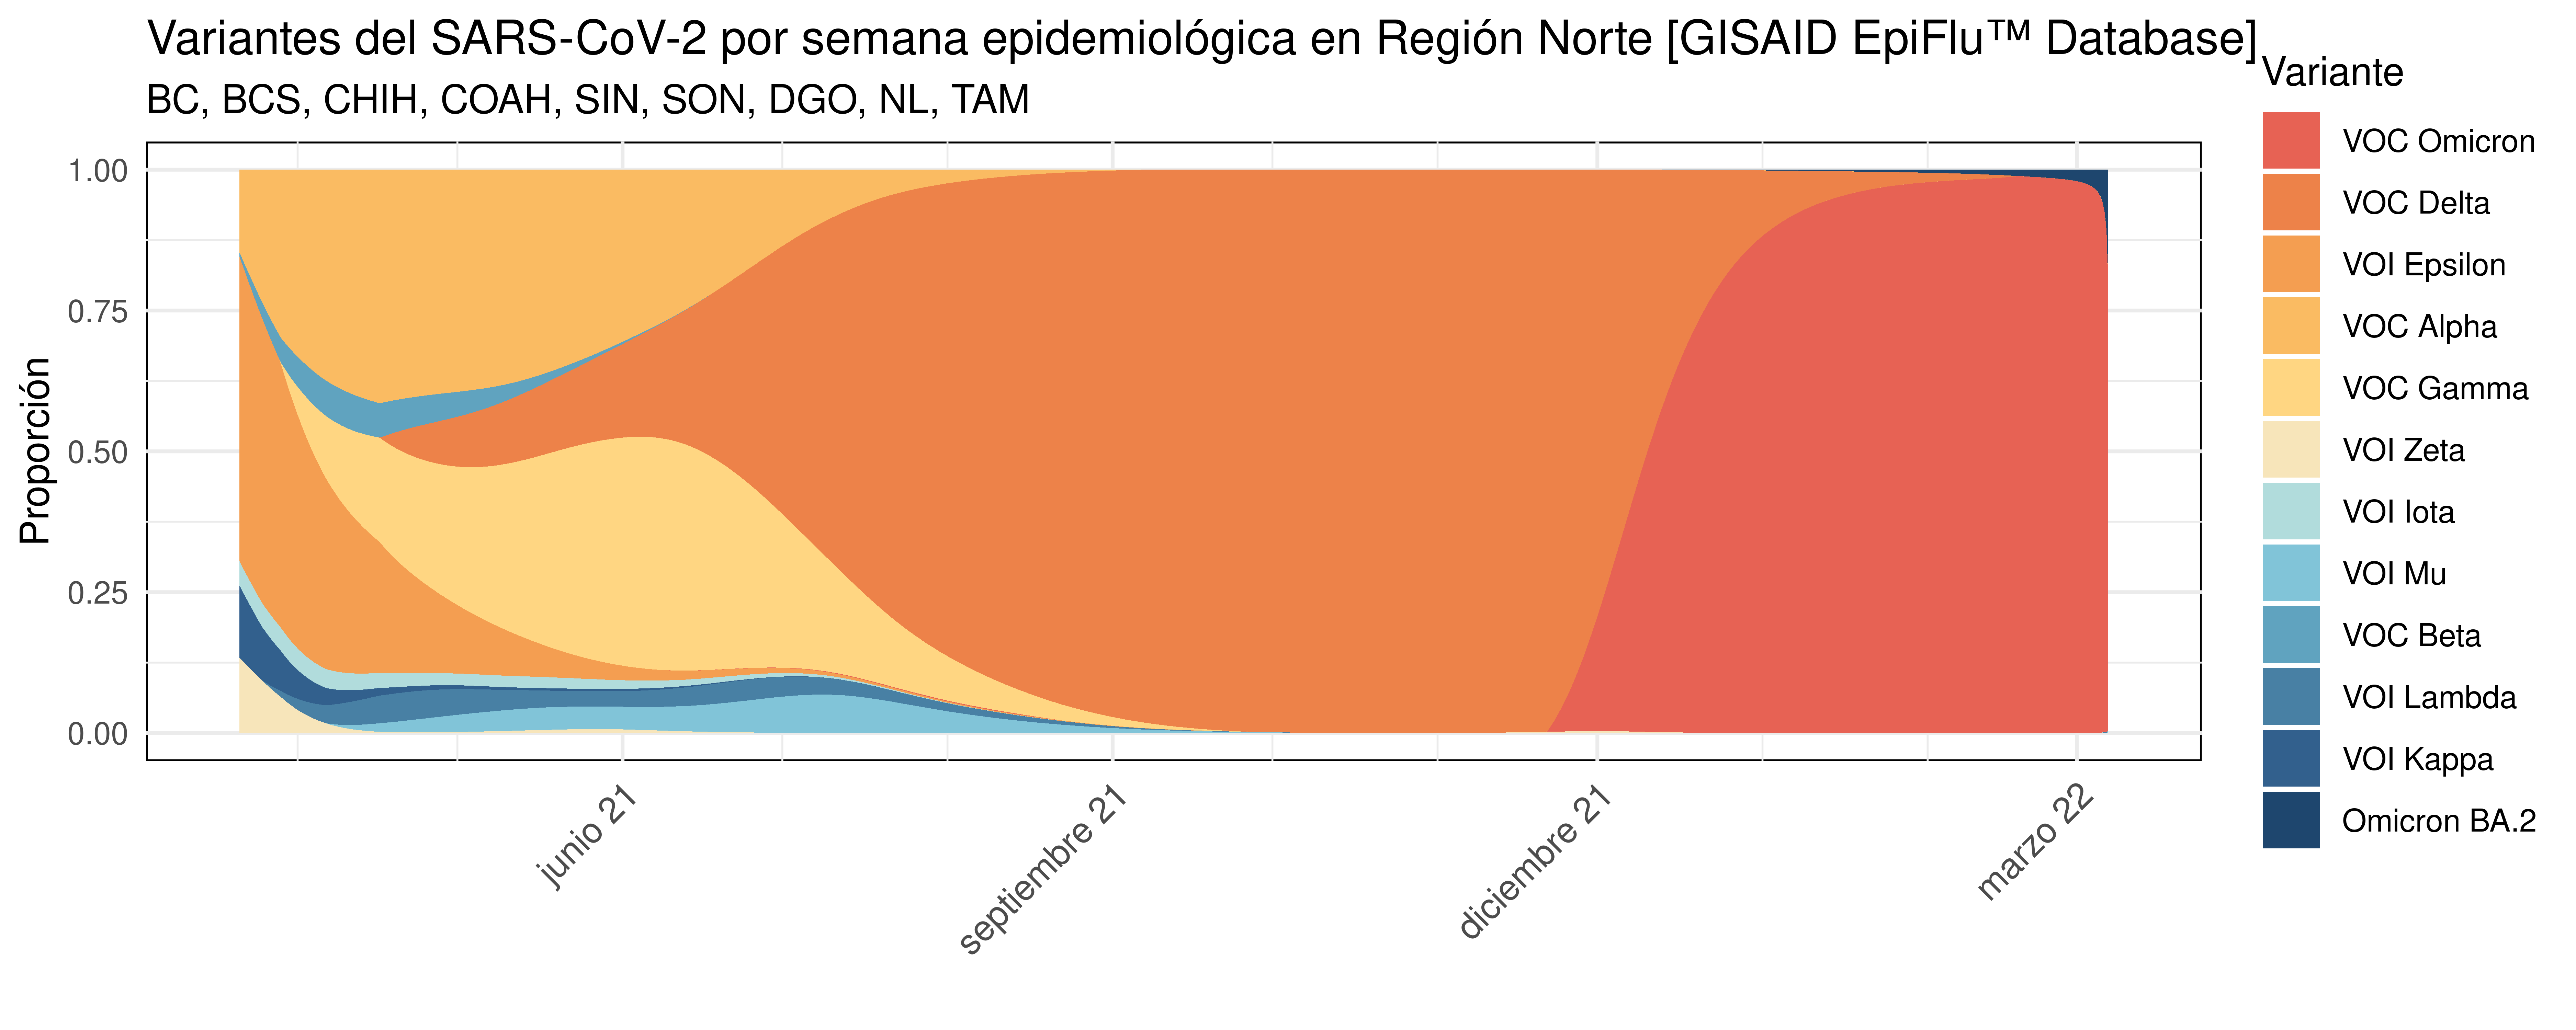 Variantes del SARS-CoV-2 por semana epidemiológica en Región Norte [GISAID EpiFlu™ Database]
BC, BCS, CHIH, COAH, SIN, SON, DGO, NL, TAM
Proporción
1.00
0.75
0.50
0.25
0.00
junio 21
septiembre 21
diciembre 21
marzo 22
Variante
VOC Omicron
VOC Delta
VOI Epsilon
VOC Alpha
VOC Gamma
VOI Zeta
VOI Iota
VOI Mu
VOC Beta
VOI Lambda
VOI Kappa
Omicron BA.2